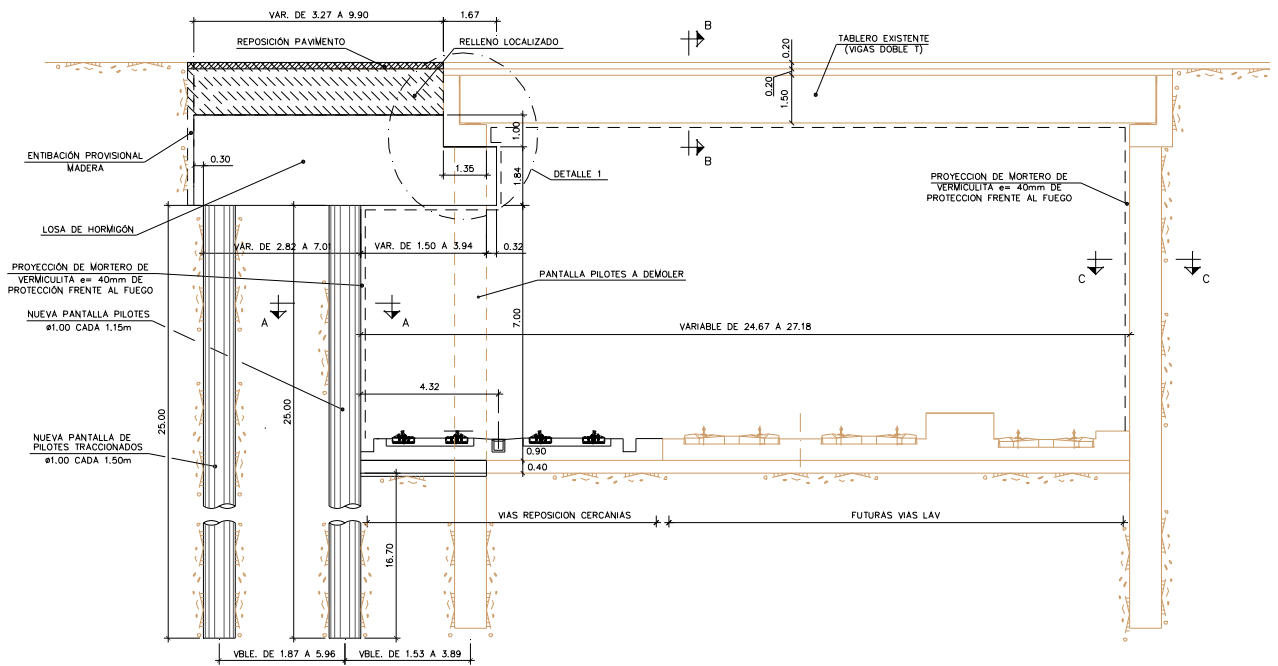 VAR. DE 3.27 A 9.90
1.67
B
REPOSICIÓN PAVIMENTO
RELLENO LOCALIZADO
TABLERO EXISTENTE
(VIGAS DOBLE T)
0.20
0.20
1.50
1.00
B
ENTIBACIÓN PROVISIONAL
MADERA
0.30
1.35
1.84
DETALLE 1
PROYECCION DE MORTERO DE
VERMICULITA e= 40mm DE
PROTECCION FRENTE AL FUEGO
LOSA DE HORMIGÓN
VAR. DE 2.82 A 7.01
VAR. DE 1.50 A 3.94
0.32
PROYECCIÓN DE MORTERO DE
VERMICULITA e= 40mm DE
PROTECCIÓN FRENTE AL FUEGO
PANTALLA PILOTES A DEMOLER
C
C
A
A
NUEVA PANTALLA PILOTES
ø1.00 CADA 1.15m
7.00
VARIABLE DE 24.67 A 27.18
4.32
25.00
25.00
NUEVA PANTALLA DE
PILOTES TRACCIONADOS
ø1.00 CADA 1.50m
0.90
0.40
VIAS REPOSICION CERCANIAS
FUTURAS VIAS LAV
16.70
VBLE. DE 1.87 A 5.96
VBLE. DE 1.53 A 3.89